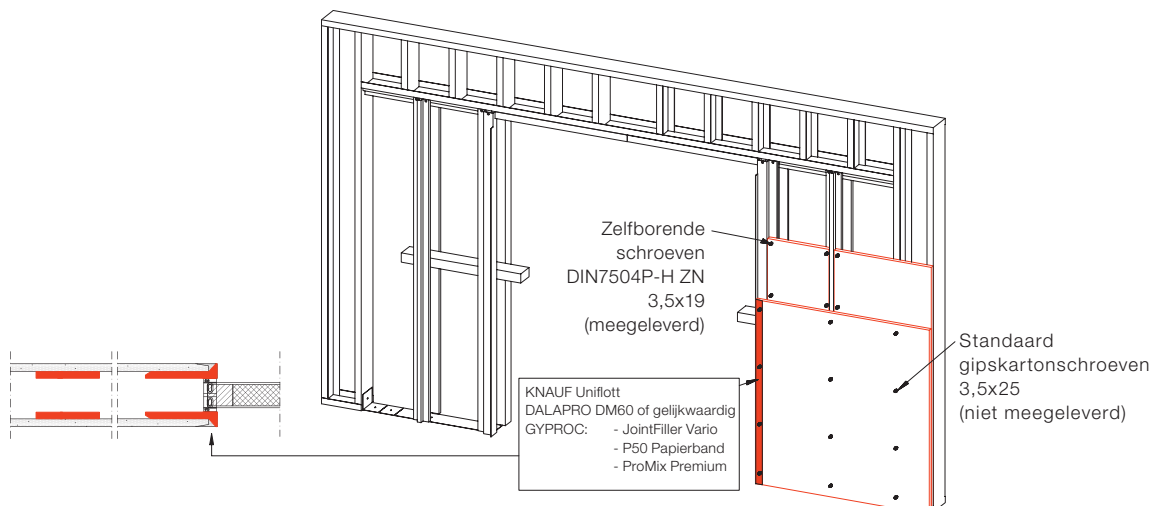 Zelfborende
schroeven
DIN7504P-H ZN
3,5x19
(meegeleverd)
Standaard
gipskartonschroeven
3,5x25
(niet meegeleverd)
KNAUF Uniflott
DALAPRO DM60 of gelijkwaardig
GYPROC: - JointFiller Vario
- P50 Papierband
- ProMix Premium